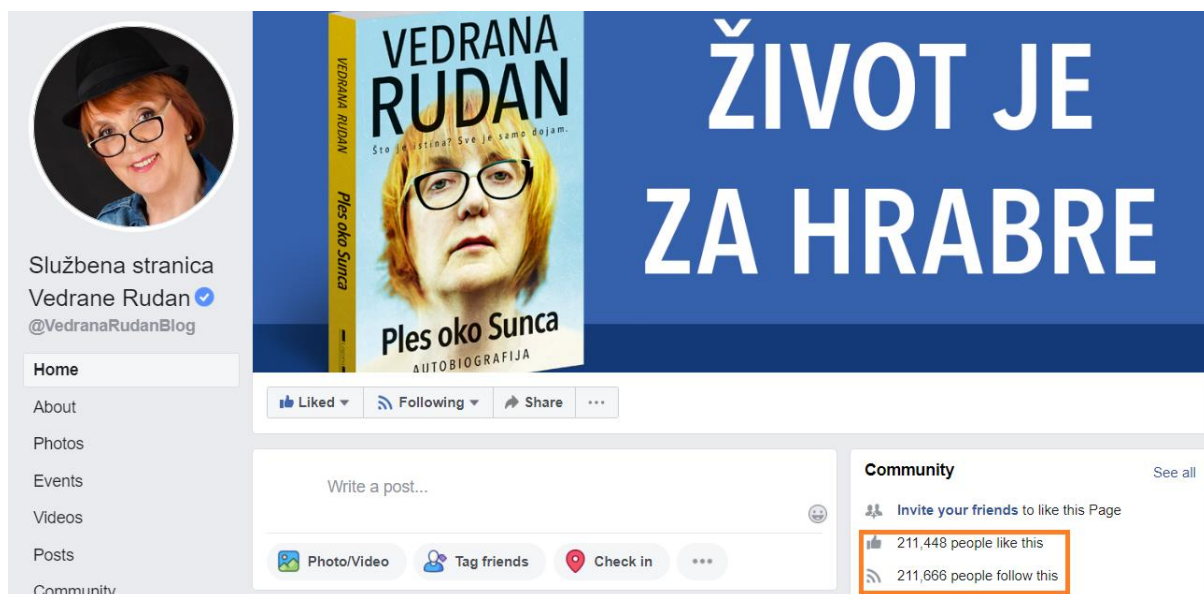 VEDRANA RUDAN
Ples oko Sunca
VEDRANA
RUDAN
Što je istina? Sve je samo dojam.
Ples oko Sunca
AUTOBIOGRAFIJA
ŽIVOT JE
ZA HRABRE
Službena stranica
Vedrane Rudan
@VedranaRudanBlog
Home
About
Photos
Events
Videos
Posts
Community
Liked
Following
Share
Write a post...
Photo/Video
Tag friends
Check in
Community
See all
Invite your friends to like this Page
211,448 people like this
211,666 people follow this